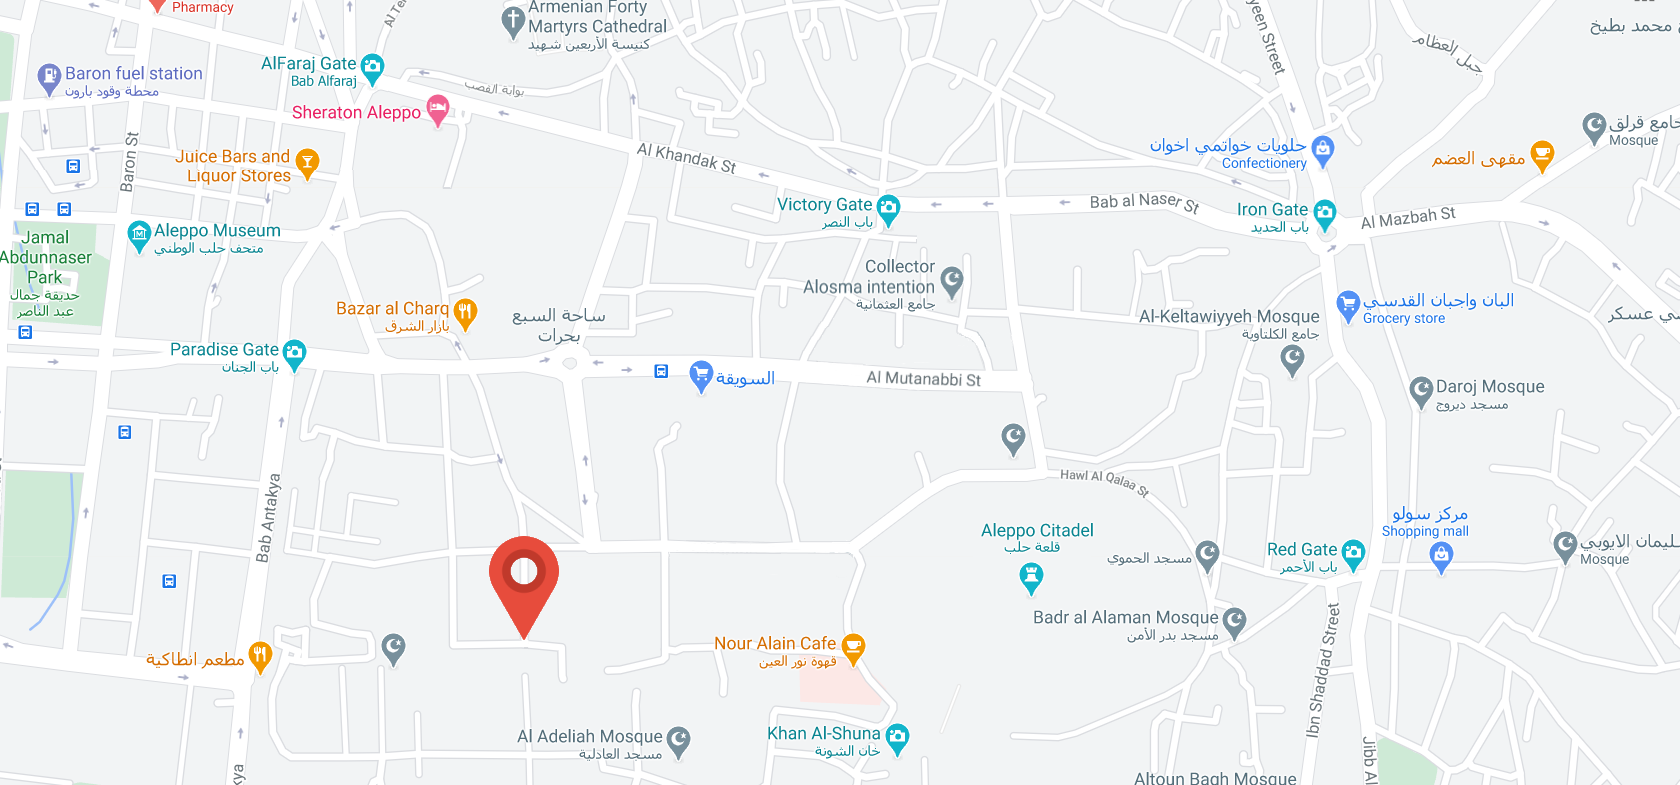 Pharmacy
Armenian Forty
Martyrs Cathedral
كنيسة الأربعين شهيد
yeen Street
محمد بطيخ
جبل العظام
AlFaraj Gate
Bab Alfaraj
Baron fuel station
محطة وقود بارون
بوابة القصب
Sheraton Aleppo
جامع قرلق
Mosque
حلويات خواتمي اخوان
Confectionery
مقهى العضم
Juice Bars and
Liquor Stores
Baron St
Al Khandak St
Victory Gate
باب النصر
Bab al Naser St
Iron Gate
باب الحديد
Al Mazbah St
Aleppo Museum
متحف حلب الوطني
Jamal
Abdunnaser
Park
حديقة جمال
عبد الناصر
Collector
Alosma intention
جامع العثمانية
Bazar al Charq
بازار الشرق
ساحة السبع
بحرات
Al-Keltawiyyeh Mosque
جامع الكلتاوية
البان واجبان القدسي
Grocery store
ي عسكر
Paradise Gate
باب الجنان
السويقة
Al Mutanabbi St
Daroj Mosque
مسجد ديروج
Hawl Al Qalaa St
Bab Antakya
Aleppo Citadel
قلعة حلب
مركز سولو
Shopping mall
مسجد الحموي
Red Gate
باب الأحمر
ليمان الايوبي
Mosque
Badr al Alaman Mosque
مسجد بدر الأمن
Nour Alain Cafe
قهوة نور العين
مطعم انطاكية
Ibn Shaddad Street
Al Adeliah Mosque
مسجد العادلية
Khan Al-Shuna
خان الشونة
Jibb Al
Altoun Bagh Mosque
kya